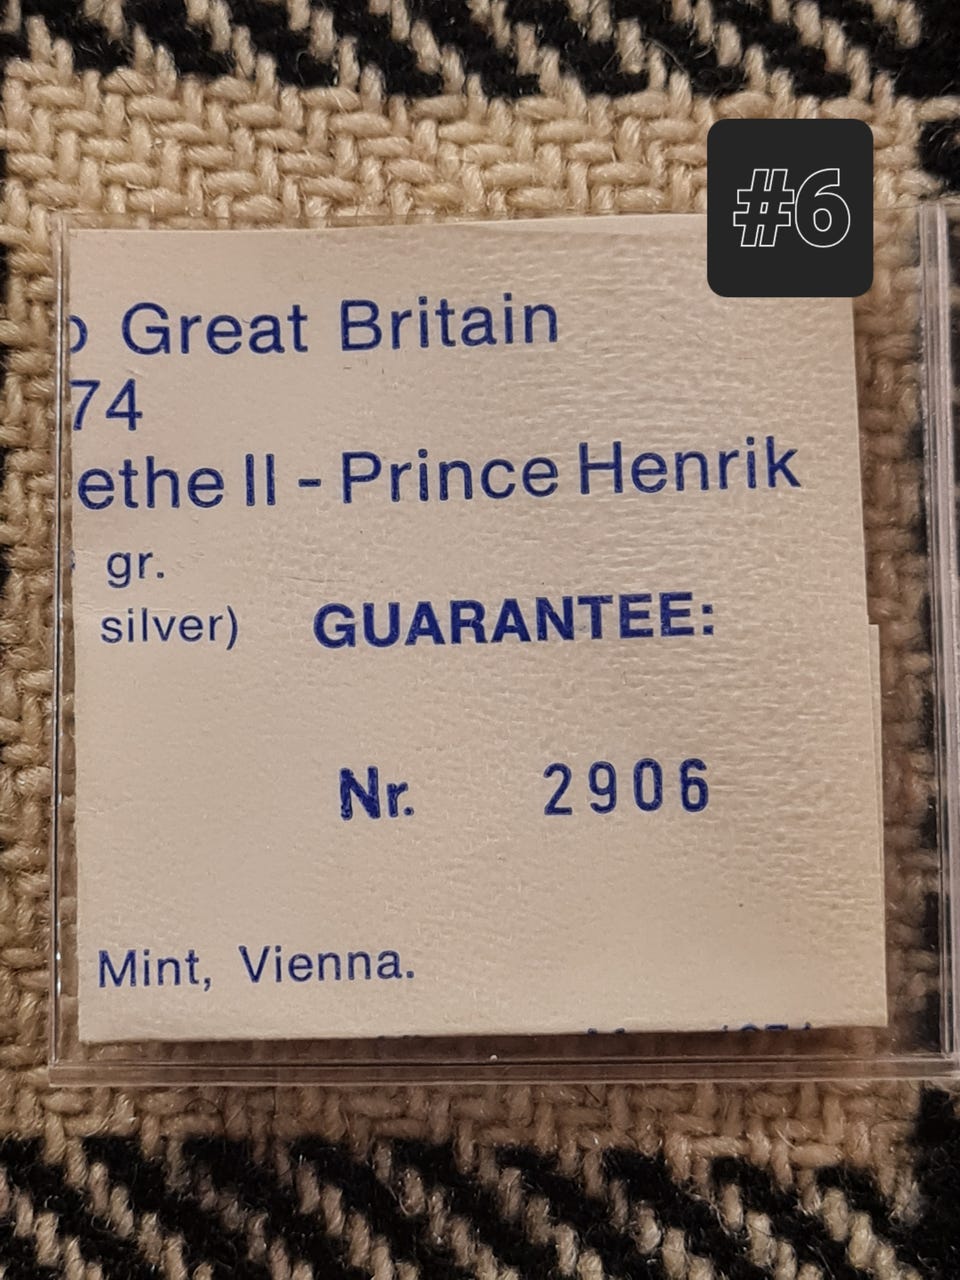 #6
Great Britain
74
ethe II - Prince Henrik
gr.
silver) GUARANTEE:
Nr. 2906
Mint, Vienna.